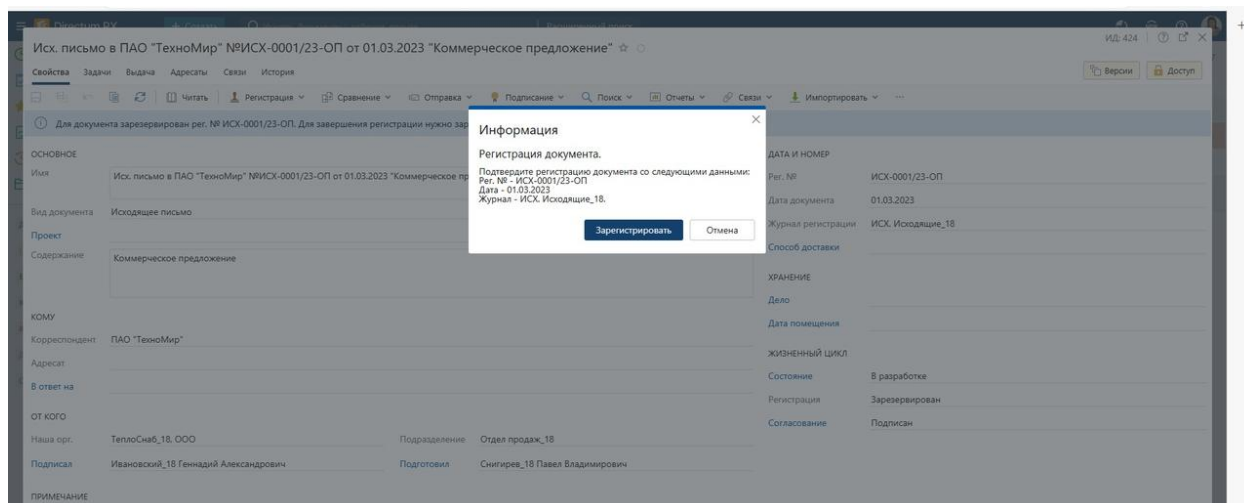 Directum RX
+ Создать
Расширенный поиск
Исх. письмо в ПАО "ТехноМир" №ИСХ-0001/23-ОП от 01.03.2023 "Коммерческое предложение"
ИД: 424
Свойства Задачи Выдача Адресаты Связи История
Версии Доступ
Читать Регистрация Сравнение Отправка Подписание Поиск Отчеты Связи Импортировать ...
Для документа зарезервирован рег. № ИСХ-0001/23-ОП. Для завершения регистрации нужно зар
Информация
Регистрация документа.
Подтвердите регистрацию документа со следующими данными:
Рег. № - ИСХ-0001/23-ОП
Дата - 01.03.2023
Журнал - ИСХ. Исходящие_18.
Зарегистрировать Отмена
ОСНОВНОЕ
Имя Исх. письмо в ПАО "ТехноМир" №ИСХ-0001/23-ОП от 01.03.2023 "Коммерческое пр
Вид документа Исходящее письмо
Проект
Содержание Коммерческое предложение
КОМУ
Корреспондент ПАО "ТехноМир"
Адресат
В ответ на
ОТ КОГО
Наша орг. ТеплоСнаб_18, ООО Подразделение Отдел продаж_18
Подписал Ивановский_18 Геннадий Александрович Подготовил Снигирев_18 Павел Владимирович
ПРИМЕЧАНИЕ
ДАТА И НОМЕР
Рег. № ИСХ-0001/23-ОП
Дата документа 01.03.2023
Журнал регистрации ИСХ. Исходящие_18
Способ доставки
ХРАНЕНИЕ
Дело
Дата помещения
ЖИЗНЕННЫЙ ЦИКЛ
Состояние В разработке
Регистрация Зарезервирован
Согласование Подписан